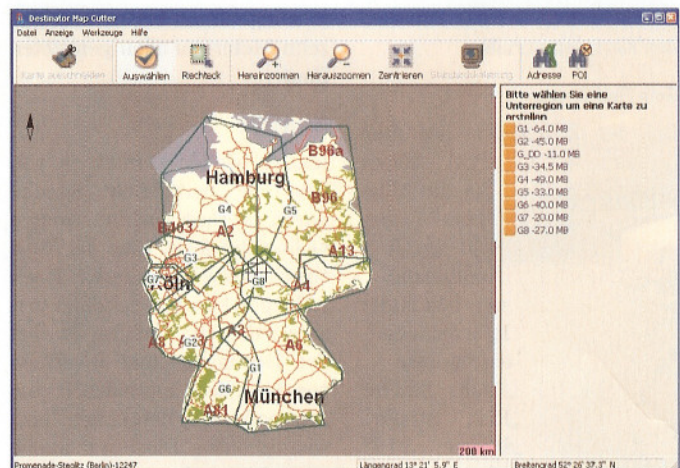 Destinator Map Cutter
Datei Anzeige Werkzeuge Hilfe
Karte ausschneiden Auswählen Rechteck Hereinzoomen Herauszoomen Zentrieren Adresse POI
Bitte wählen Sie eine
Unterregion um eine Karte zu
erstellen
G1 -64.0 MB
G2 -45.0 MB
G_DD -11.0 MB
G3 -34.5 MB
G4 -49.0 MB
G5 -33.0 MB
G6 -40.0 MB
G7 -20.0 MB
G8 -27.0 MB
B96a
Hamburg
B96
G4
G5
B403
A2
A13
G3
G7
Köln
G8
A4
A3
A8
G2
A6
G1
G6
München
A81
200 km
Promenade-Steglitz (Berlin)-12247
Längengrad 13° 21' 5.9" E
Breitengrad 52° 26' 37.3" N